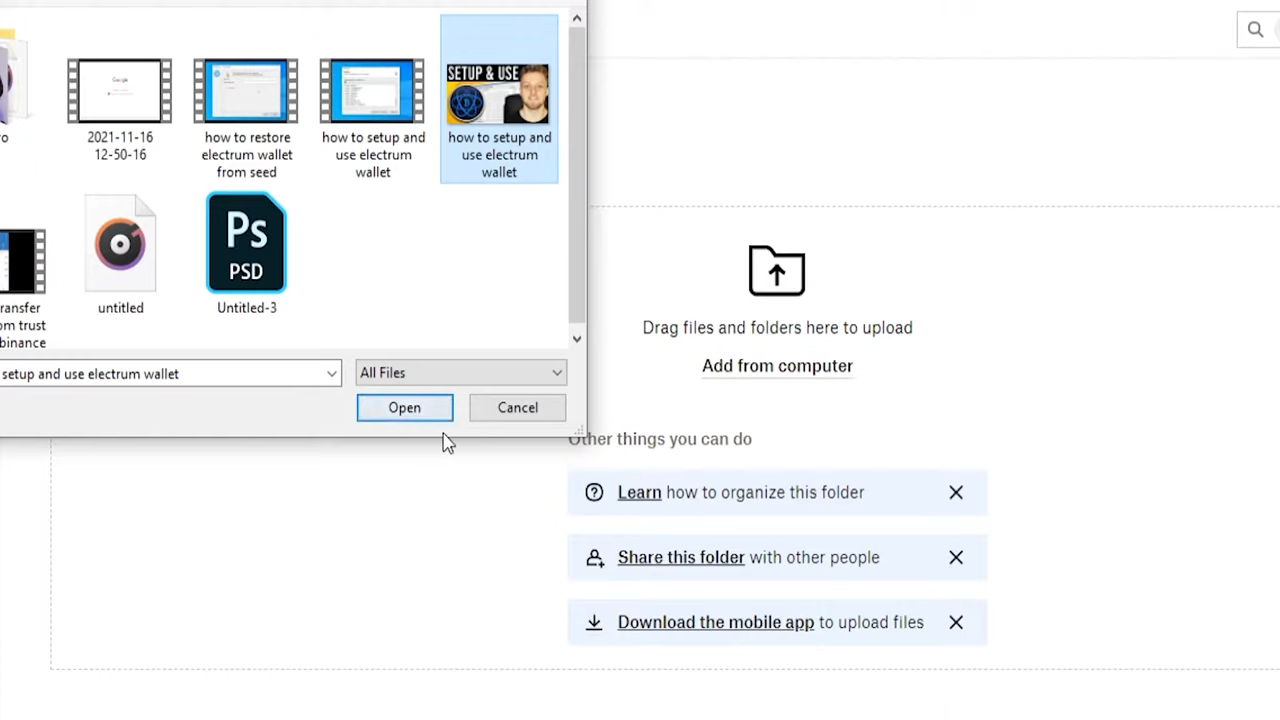 SETUP & USE
o
2021-11-16
12-50-16
how to restore
electrum wallet
from seed
how to setup and
use electrum
wallet
how to setup and
use electrum
wallet
Ps
PSD
ransfer
om trust
binance
untitled
Untitled-3
setup and use electrum wallet
All Files
Open
Cancel
Drag files and folders here to upload
Add from computer
Other things you can do
Learn how to organize this folder
Share this folder with other people
Download the mobile app to upload files